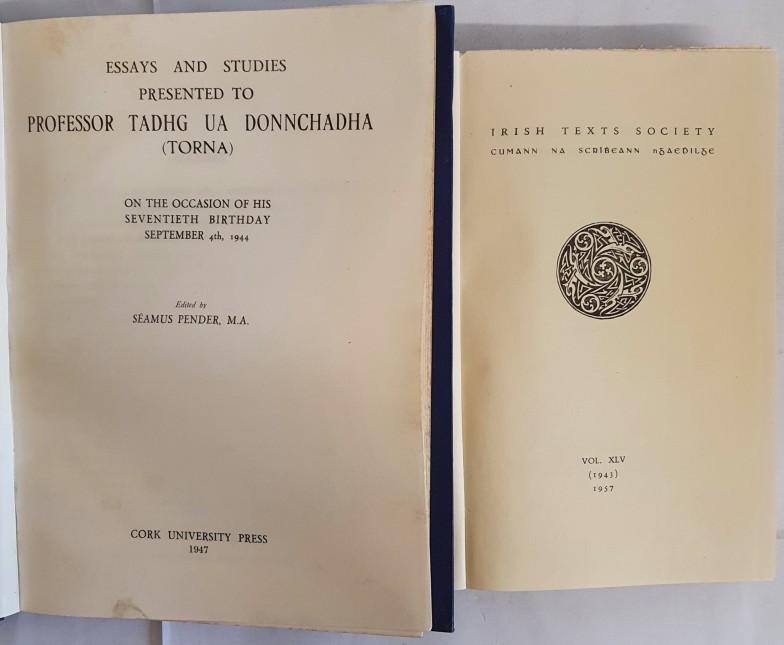 ESSAYS AND STUDIES
PRESENTED TO
PROFESSOR TADHG UA DONNCHADHA
(TORNA)
ON THE OCCASION OF HIS
SEVENTIETH BIRTHDAY
SEPTEMBER 4th, 1944
Edited by
SÉAMUS PENDER, M.A.
CORK UNIVERSITY PRESS
1947
IRISH TEXTS SOCIETY
CUMANN NA SCRÍBEANN nGAEDILGE
VOL. XLV
(1943)
1957